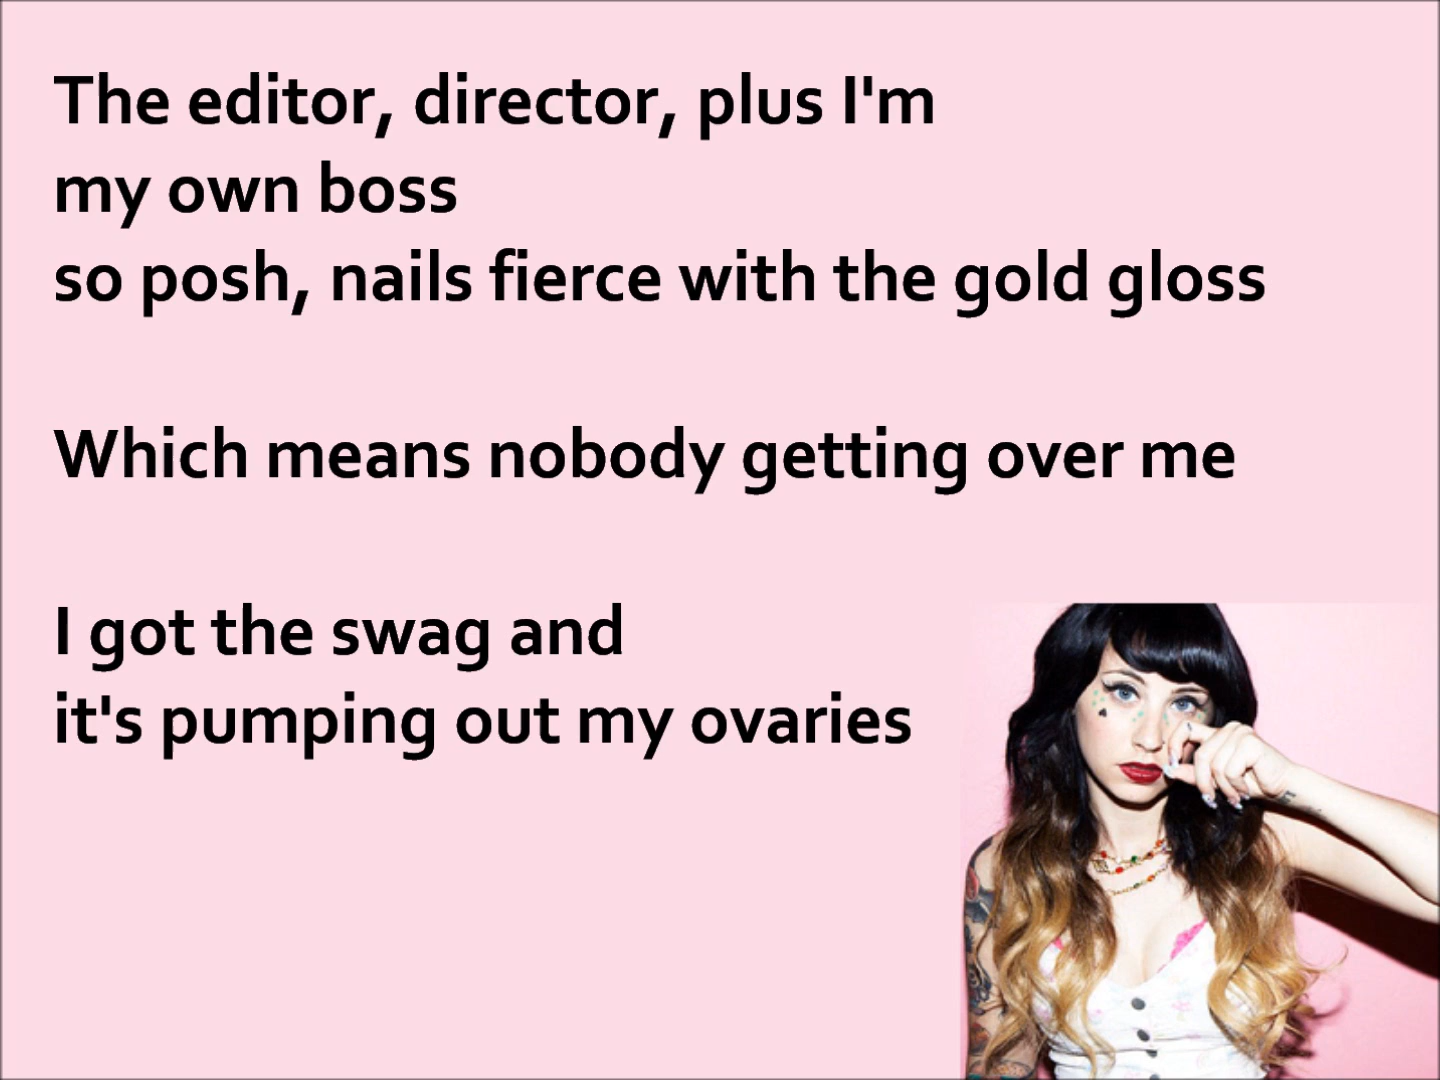 The editor, director, plus I'm
my own boss
so posh, nails fierce with the gold gloss
Which means nobody getting over me
I got the swag and
it's pumping out my ovaries